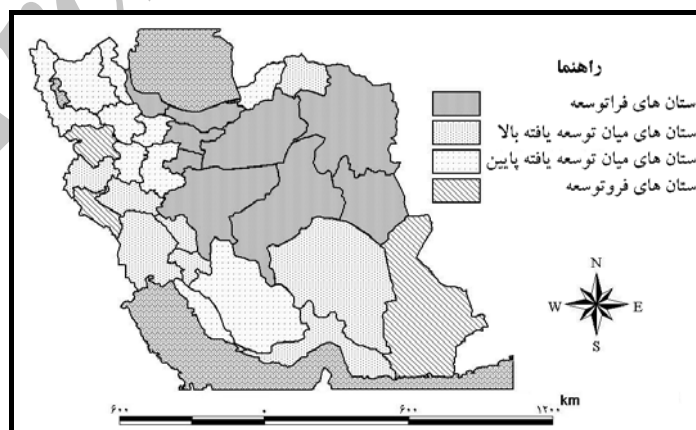 راهنما
ستان های فراتوسعه
ستان های میان توسعه یافته بالا
ستان های میان توسعه یافته پایین
ستان های فروتوسعه
N
W E
S
km
۶۰۰ ۰ ۶۰۰ ۱۲۰۰